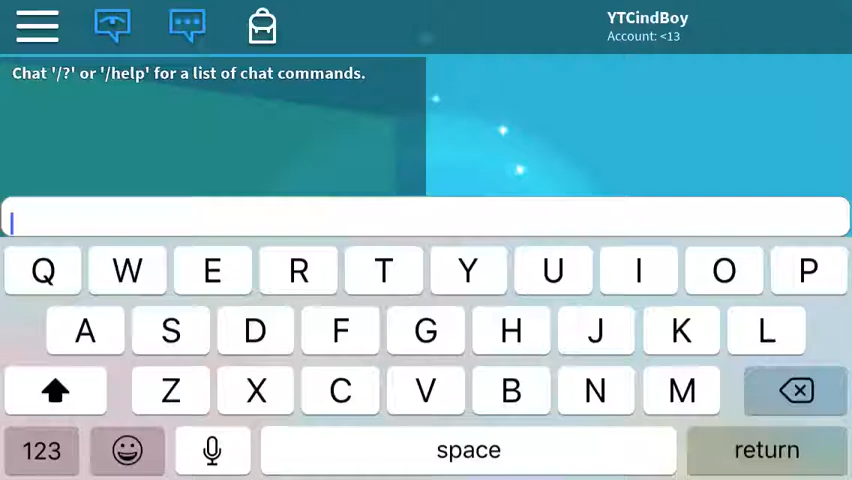 YTCindBoy
Account: <13
Chat '/?' or '/help' for a list of chat commands.
Q W E R T Y U I O P
A S D F G H J K L
Z X C V B N M
123 space return